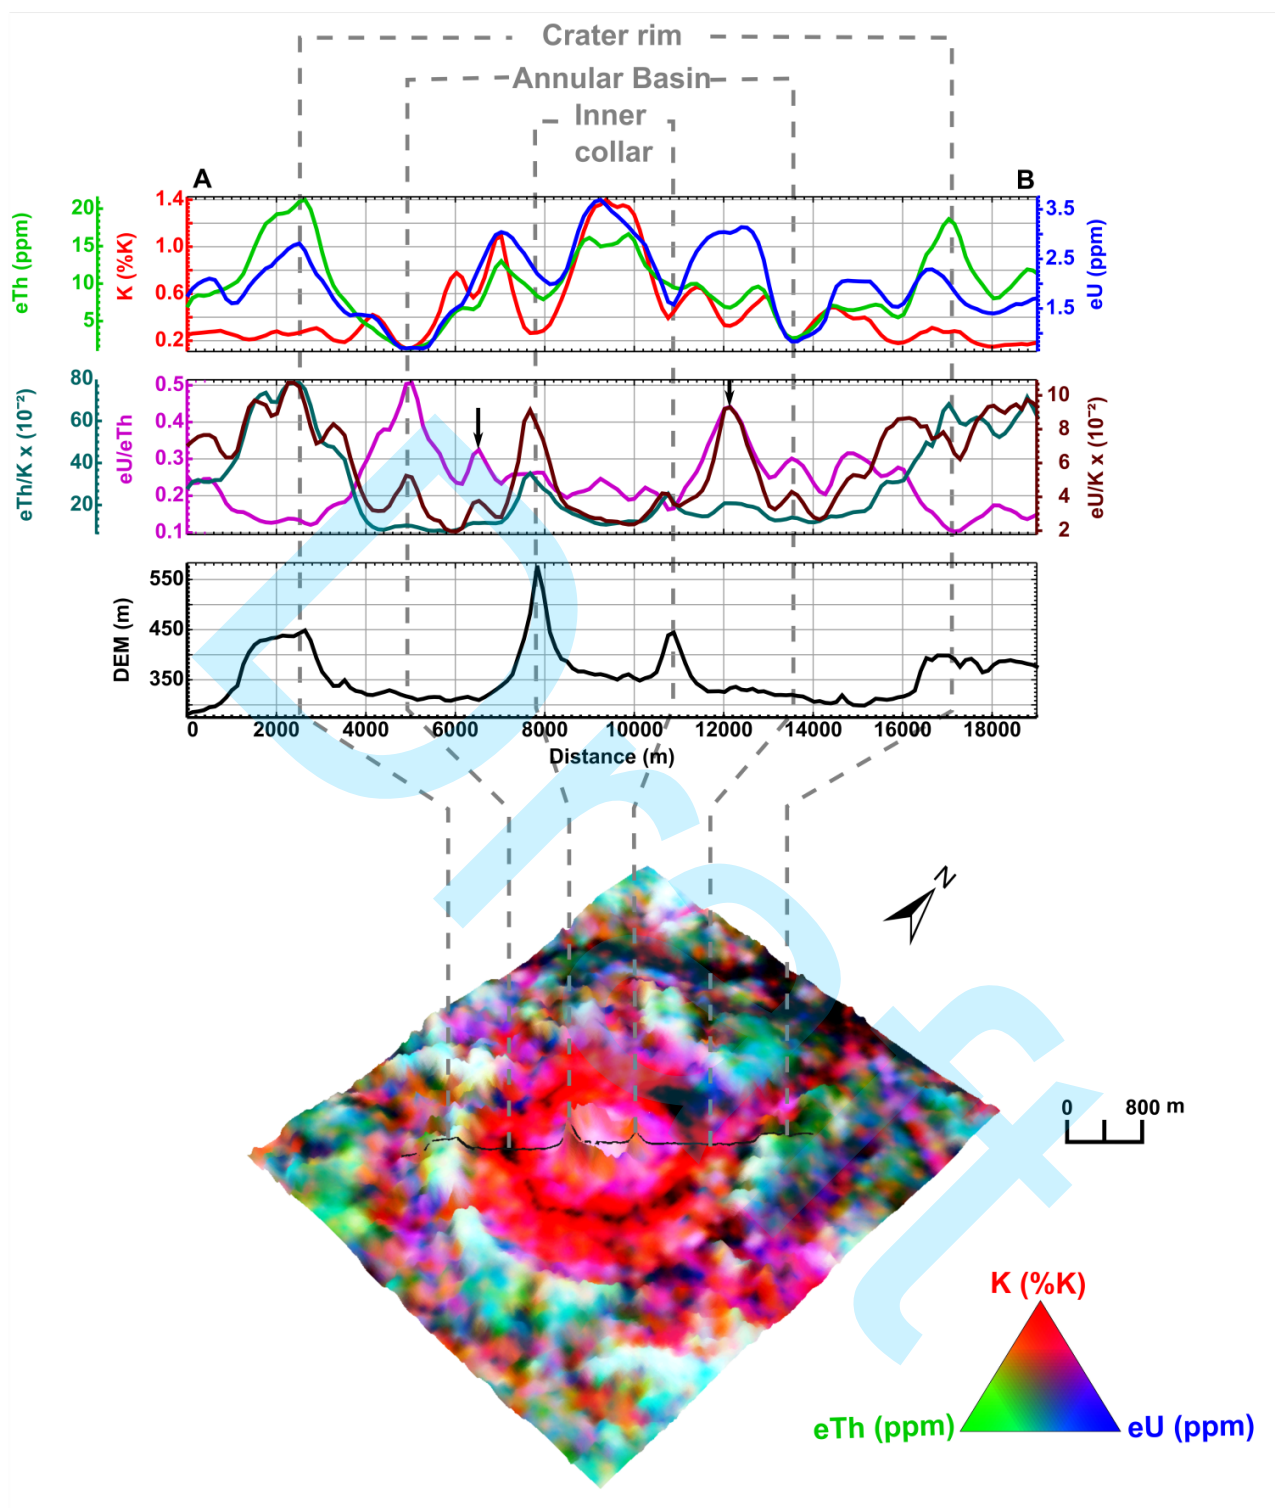 Crater rim
Annular Basin
Inner
collar
A
B
eTh (ppm)
20
15
10
5
K (%K)
1.4
1.0
0.6
0.2
3.5
2.5
1.5
eU (ppm)
eTh/K x (10⁻²)
80
60
40
20
eU/eTh
0.5
0.4
0.3
0.2
0.1
10
8
6
4
2
eU/K x (10⁻²)
DEM (m)
550
450
350
0 2000 4000 6000 8000 10000 12000 14000 16000 18000
Distance (m)
N
0 800 m
K (%K)
eTh (ppm) eU (ppm)
Draft